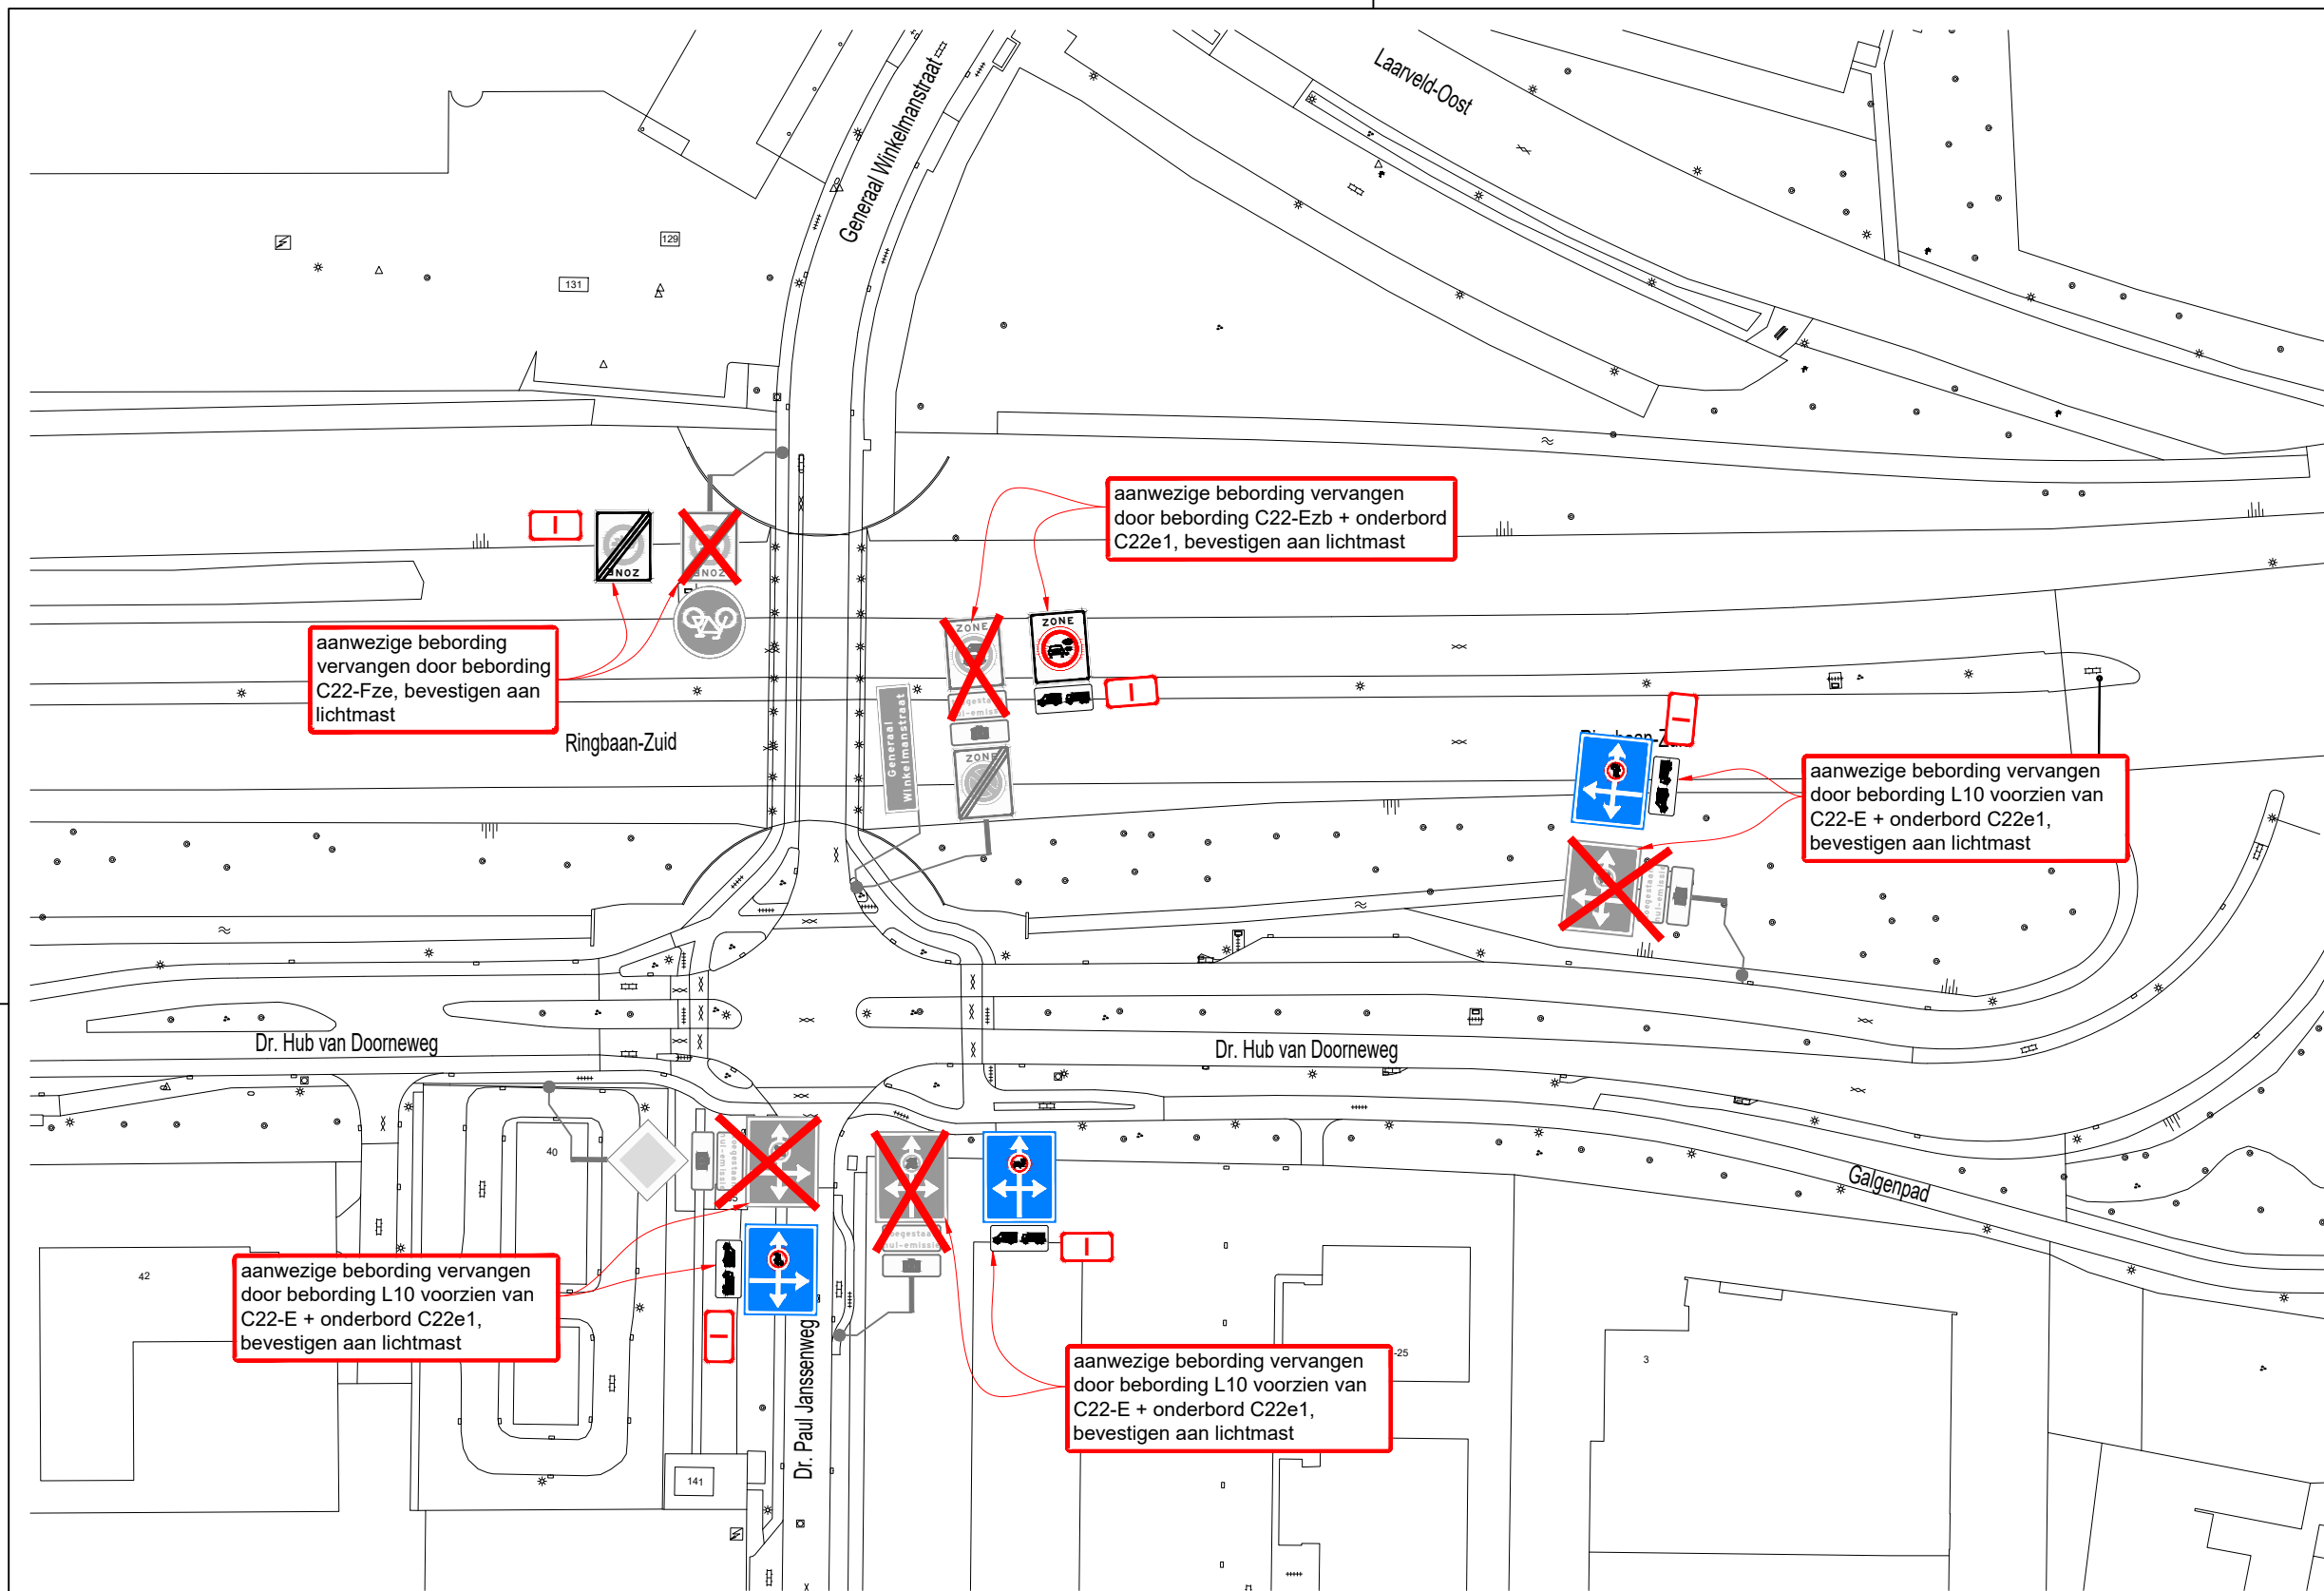 Generaal Winkelmanstraat
Laarveld-Oost
129
131
aanwezige bebording vervangen
door bebording C22-Ezb + onderbord
C22e1, bevestigen aan lichtmast
NOZ
NOZ
aanwezige bebording
vervangen door bebording
C22-Fze, bevestigen aan
lichtmast
ZONE
ZONE
Ringbaan-Zuid
Generaal
Winkelmanstraat
ZONE
aanwezige bebording vervangen
door bebording L10 voorzien van
C22-E + onderbord C22e1,
bevestigen aan lichtmast
Dr. Hub van Doorneweg
Dr. Hub van Doorneweg
40
Galgenpad
42
aanwezige bebording vervangen
door bebording L10 voorzien van
C22-E + onderbord C22e1,
bevestigen aan lichtmast
Dr. Paul Janssenweg
aanwezige bebording vervangen
door bebording L10 voorzien van
C22-E + onderbord C22e1,
bevestigen aan lichtmast
-25
3
141